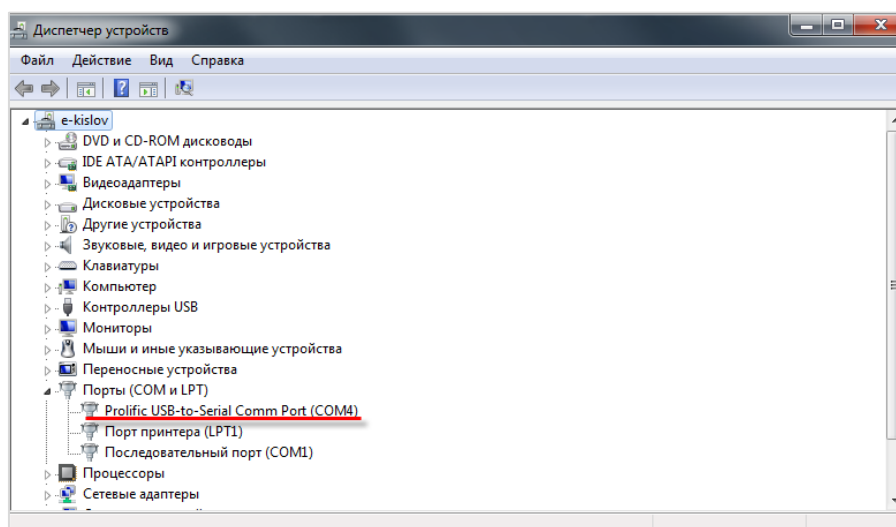 Диспетчер устройств
Файл Действие Вид Справка
e-kislov
DVD и CD-ROM дисководы
IDE ATA/ATAPI контроллеры
Видеоадаптеры
Дисковые устройства
Другие устройства
Звуковые, видео и игровые устройства
Клавиатуры
Компьютер
Контроллеры USB
Мониторы
Мыши и иные указывающие устройства
Переносные устройства
Порты (COM и LPT)
Prolific USB-to-Serial Comm Port (COM4)
Порт принтера (LPT1)
Последовательный порт (COM1)
Процессоры
Сетевые адаптеры